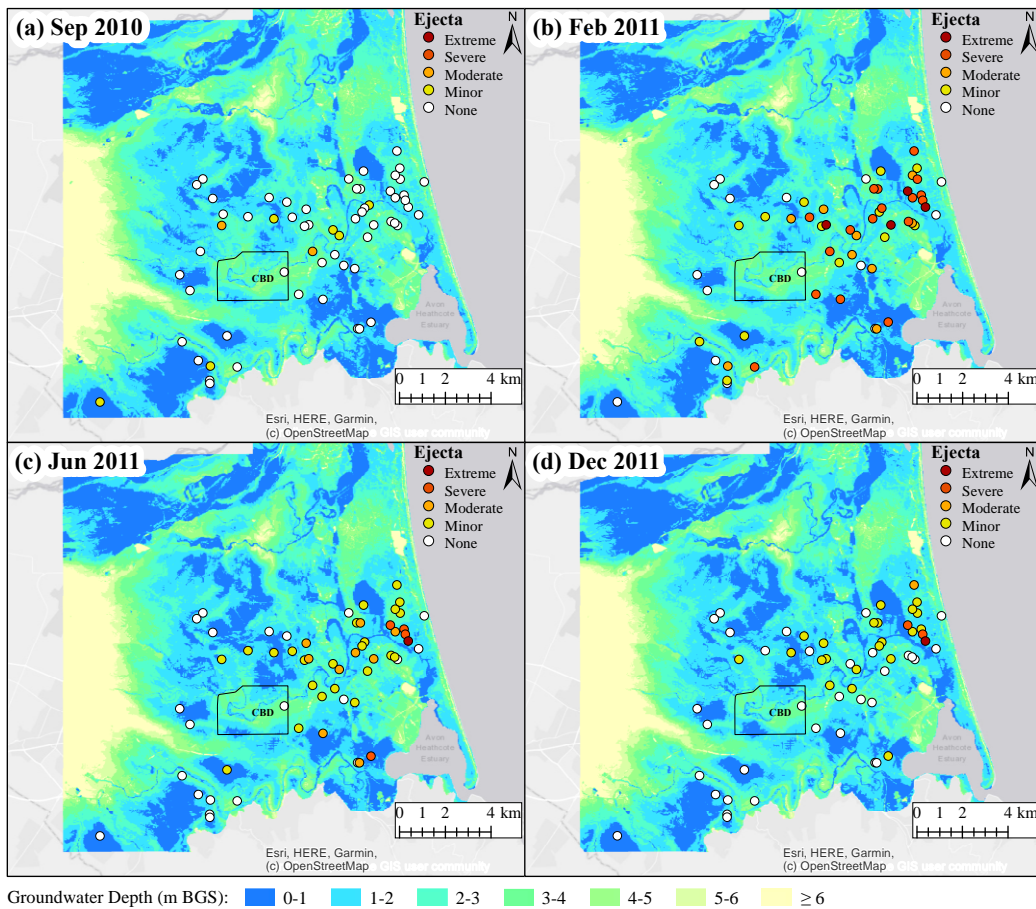 (a) Sep 2010
Ejecta
Extreme
Severe
Moderate
Minor
None
N
CBD
Avon
Heathcote
Estuary
0 1 2 4 km
Esri, HERE, Garmin,
(c) OpenStreetMap GIS user community
(b) Feb 2011
Ejecta
Extreme
Severe
Moderate
Minor
None
N
CBD
Avon
Heathcote
Estuary
0 1 2 4 km
Esri, HERE, Garmin,
(c) OpenStreetMap GIS user community
(c) Jun 2011
Ejecta
Extreme
Severe
Moderate
Minor
None
N
CBD
Avon
Heathcote
Estuary
0 1 2 4 km
Esri, HERE, Garmin,
(c) OpenStreetMap GIS user community
(d) Dec 2011
Ejecta
Extreme
Severe
Moderate
Minor
None
N
CBD
Avon
Heathcote
Estuary
0 1 2 4 km
Esri, HERE, Garmin,
(c) OpenStreetMap GIS user community
Groundwater Depth (m BGS): 0-1 1-2 2-3 3-4 4-5 5-6 ≥ 6